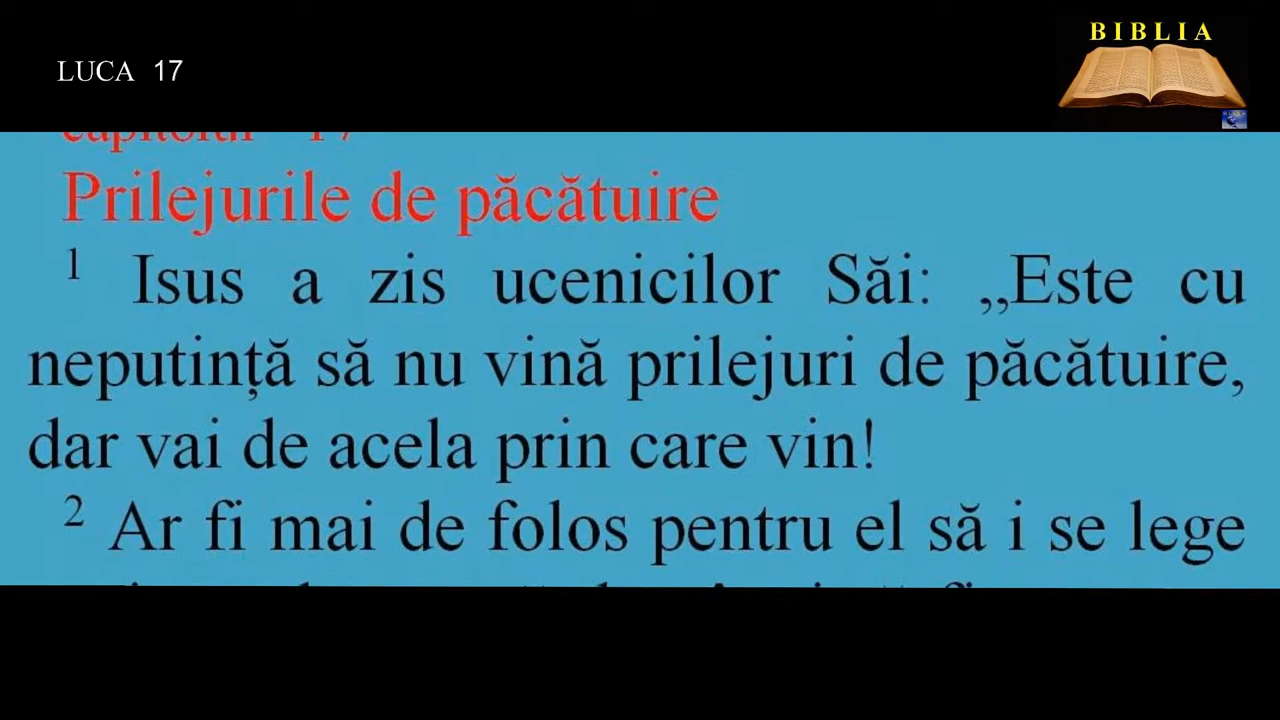 BIBLIA
LUCA 17
capitolul 17
Prilejurile de păcătuire
1 Isus a zis ucenicilor Săi: „Este cu
neputință să nu vină prilejuri de păcătuire,
dar vai de acela prin care vin!
2 Ar fi mai de folos pentru el să i se lege